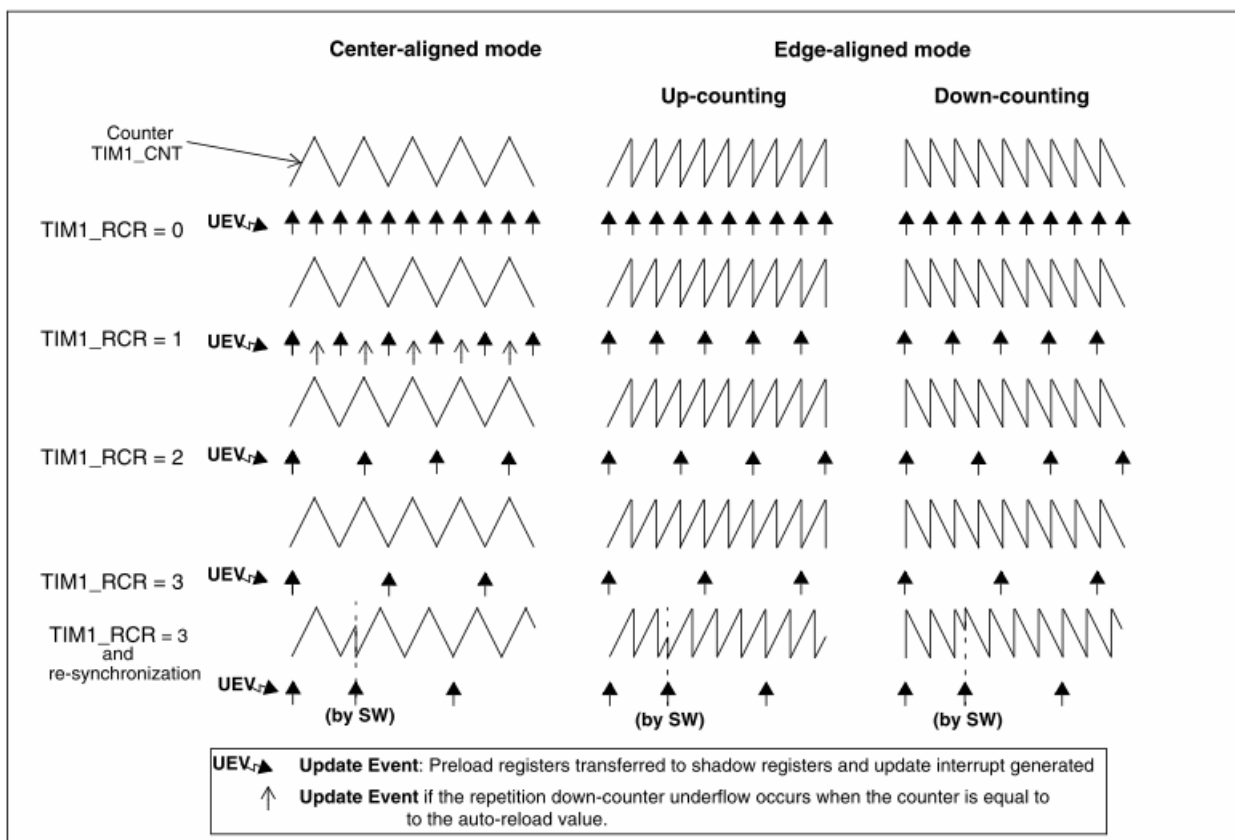 Center-aligned mode
Edge-aligned mode
Up-counting
Down-counting
Counter
TIM1_CNT
TIM1_RCR = 0
UEV
TIM1_RCR = 1
UEV
TIM1_RCR = 2
UEV
TIM1_RCR = 3
UEV
TIM1_RCR = 3
and
re-synchronization
UEV
(by SW)
(by SW)
(by SW)
UEV Update Event: Preload registers transferred to shadow registers and update interrupt generated
Update Event if the repetition down-counter underflow occurs when the counter is equal to
to the auto-reload value.